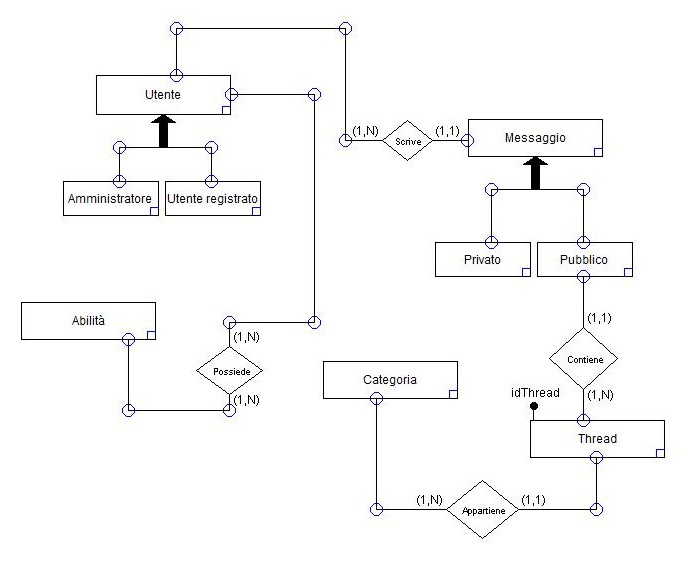 Utente
(1,N)
Scrive
(1,1)
Messaggio
Amministratore
Utente registrato
Privato
Pubblico
Abilità
(1,N)
Possiede
(1,N)
(1,1)
Contiene
(1,N)
Categoria
idThread
Thread
(1,N)
Appartiene
(1,1)